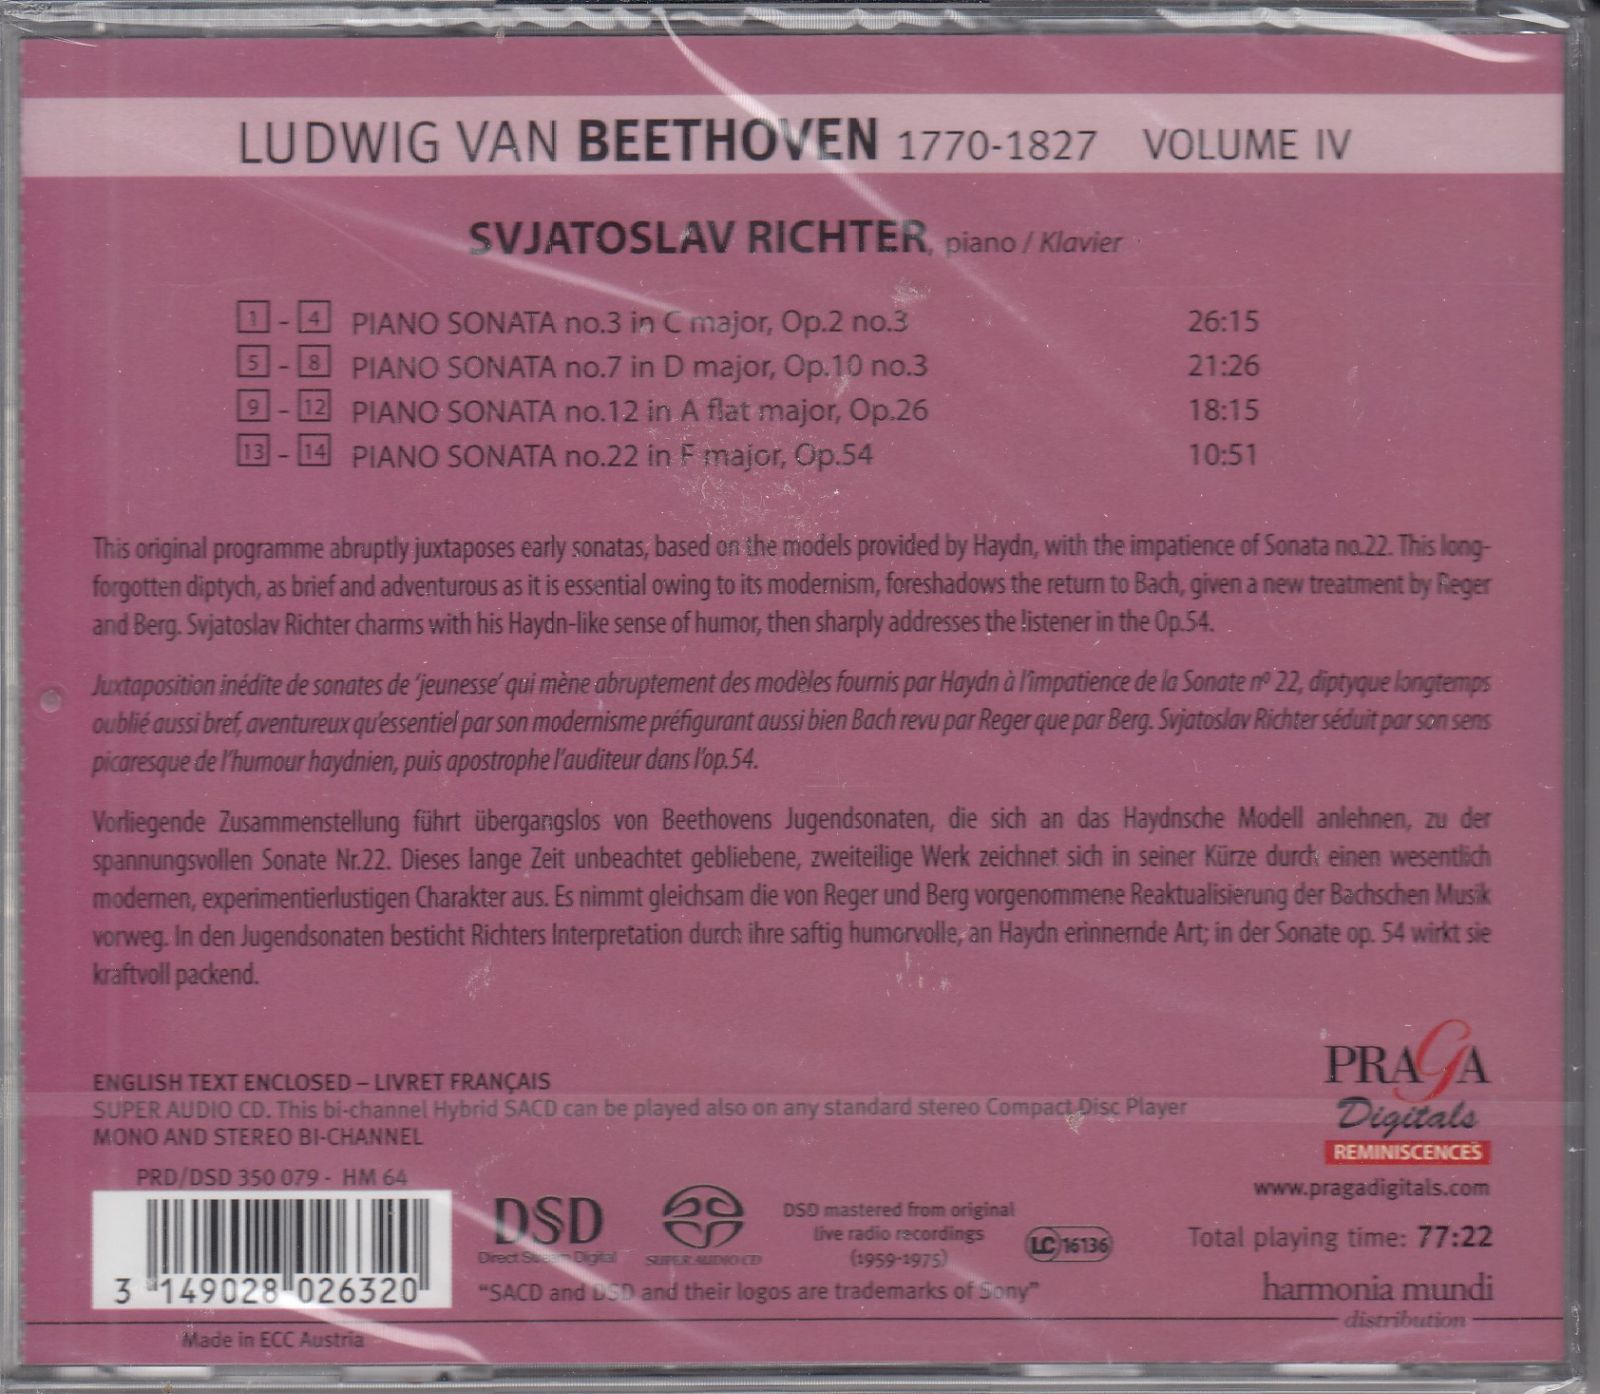 LUDWIG VAN BEETHOVEN 1770-1827 VOLUME IV
SVJATOSLAV RICHTER, piano / Klavier
1 - 4 PIANO SONATA no.3 in C major, Op.2 no.3 26:15
5 - 8 PIANO SONATA no.7 in D major, Op.10 no.3 21:26
9 - 12 PIANO SONATA no.12 in A flat major, Op.26 18:15
13 - 14 PIANO SONATA no.22 in F major, Op.54 10:51
This original programme abruptly juxtaposes early sonatas, based on the models provided by Haydn, with the impatience of Sonata no.22. This long-
forgotten diptych, as brief and adventurous as it is essential owing to its modernism, foreshadows the return to Bach, given a new treatment by Reger
and Berg. Svjatoslav Richter charms with his Haydn-like sense of humor, then sharply addresses the listener in the Op.54.
Juxtaposition inédite de sonates de 'jeunesse' qui mène abruptement des modèles fournis par Haydn à l'impatience de la Sonate nº 22, diptyque longtemps
oublié aussi bref, aventureux qu'essentiel par son modernisme préfigurant aussi bien Bach revu par Reger que par Berg. Svjatoslav Richter séduit par son sens
picaresque de l'humour haydnien, puis apostrophe l'auditeur dans l'op.54.
Vorliegende Zusammenstellung führt übergangslos von Beethovens Jugendsonaten, die sich an das Haydnsche Modell anlehnen, zu der
spannungsvollen Sonate Nr.22. Dieses lange Zeit unbeachtet gebliebene, zweiteilige Werk zeichnet sich in seiner Kürze durch einen wesentlich
modernen, experimentierlustigen Charakter aus. Es nimmt gleichsam die von Reger und Berg vorgenommene Reaktualisierung der Bachschen Musik
vorweg. In den Jugendsonaten besticht Richters Interpretation durch ihre saftig humorvolle, an Haydn erinnernde Art; in der Sonate op. 54 wirkt sie
kraftvoll packend.
ENGLISH TEXT ENCLOSED – LIVRET FRANÇAIS
SUPER AUDIO CD. This bi-channel Hybrid SACD can be played also on any standard stereo Compact Disc Player
MONO AND STEREO BI-CHANNEL
PRAGA
Digitals
REMINISCENCES
www.pragadigitals.com
PRD/DSD 350 079 - HM 64
3 149028 026320
DSD
Direct Stream Digital
SUPER AUDIO CD
DSD mastered from original
live radio recordings
(1959-1975)
LC 16136
"SACD and DSD and their logos are trademarks of Sony"
Total playing time: 77:22
harmonia mundi
distribution
Made in ECC Austria